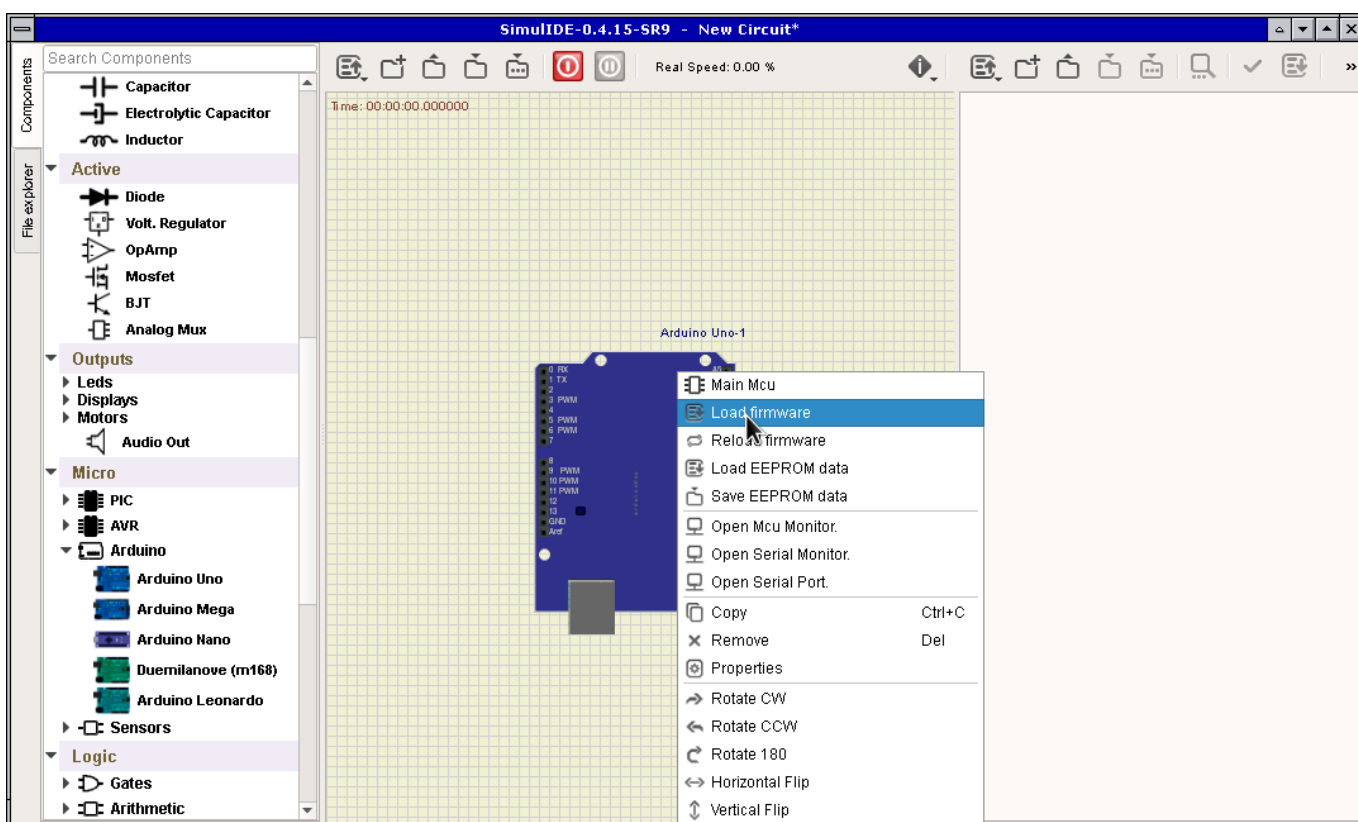 SimulIDE-0.4.15-SR9 - New Circuit*
Components
File explorer
Search Components
Capacitor
Electrolytic Capacitor
Inductor
Active
Diode
Volt. Regulator
OpAmp
Mosfet
BJT
Analog Mux
Outputs
Leds
Displays
Motors
Audio Out
Micro
PIC
AVR
Arduino
Arduino Uno
Arduino Mega
Arduino Nano
Duemilanove (m168)
Arduino Leonardo
Sensors
Logic
Gates
Arithmetic
Real Speed: 0.00 %
»
Time: 00:00:00.000000
Arduino Uno-1
0 RX
1 TX
2
3 PWM
4
5 PWM
6 PWM
7
8
9 PWM
10 PWM
11 PWM
12
13
GND
Aref
A5
Main Mcu
Load firmware
Reload firmware
Load EEPROM data
Save EEPROM data
Open Mcu Monitor.
Open Serial Monitor.
Open Serial Port.
Copy Ctrl+C
Remove Del
Properties
Rotate CW
Rotate CCW
Rotate 180
Horizontal Flip
Vertical Flip